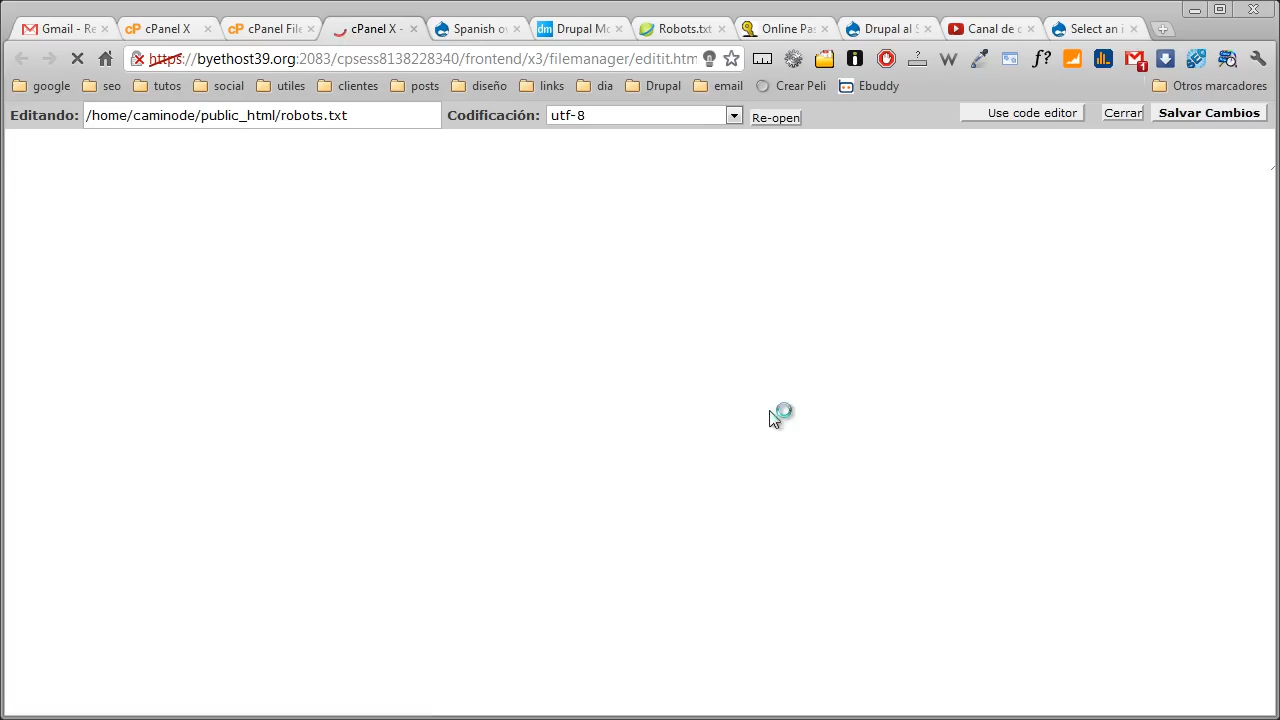 Gmail - Re cPanel X cPanel File cPanel X - Spanish ov Drupal Mo Robots.txt Online Pas Drupal al S Canal de c Select an i
https://byethost39.org:2083/cpsess8138228340/frontend/x3/filemanager/editit.htm
google seo tutos social utiles clientes posts diseño links dia Drupal email Crear Peli Ebuddy Otros marcadores
Editando: /home/caminode/public_html/robots.txt Codificación: utf-8 Re-open Use code editor Cerrar Salvar Cambios